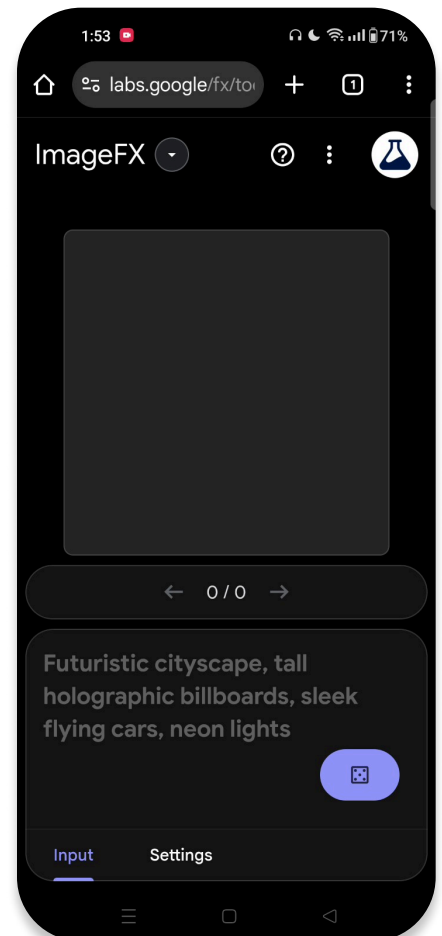 1:53 71%
labs.google/fx/to
1
ImageFX
0 / 0
Futuristic cityscape, tall
holographic billboards, sleek
flying cars, neon lights
Input Settings